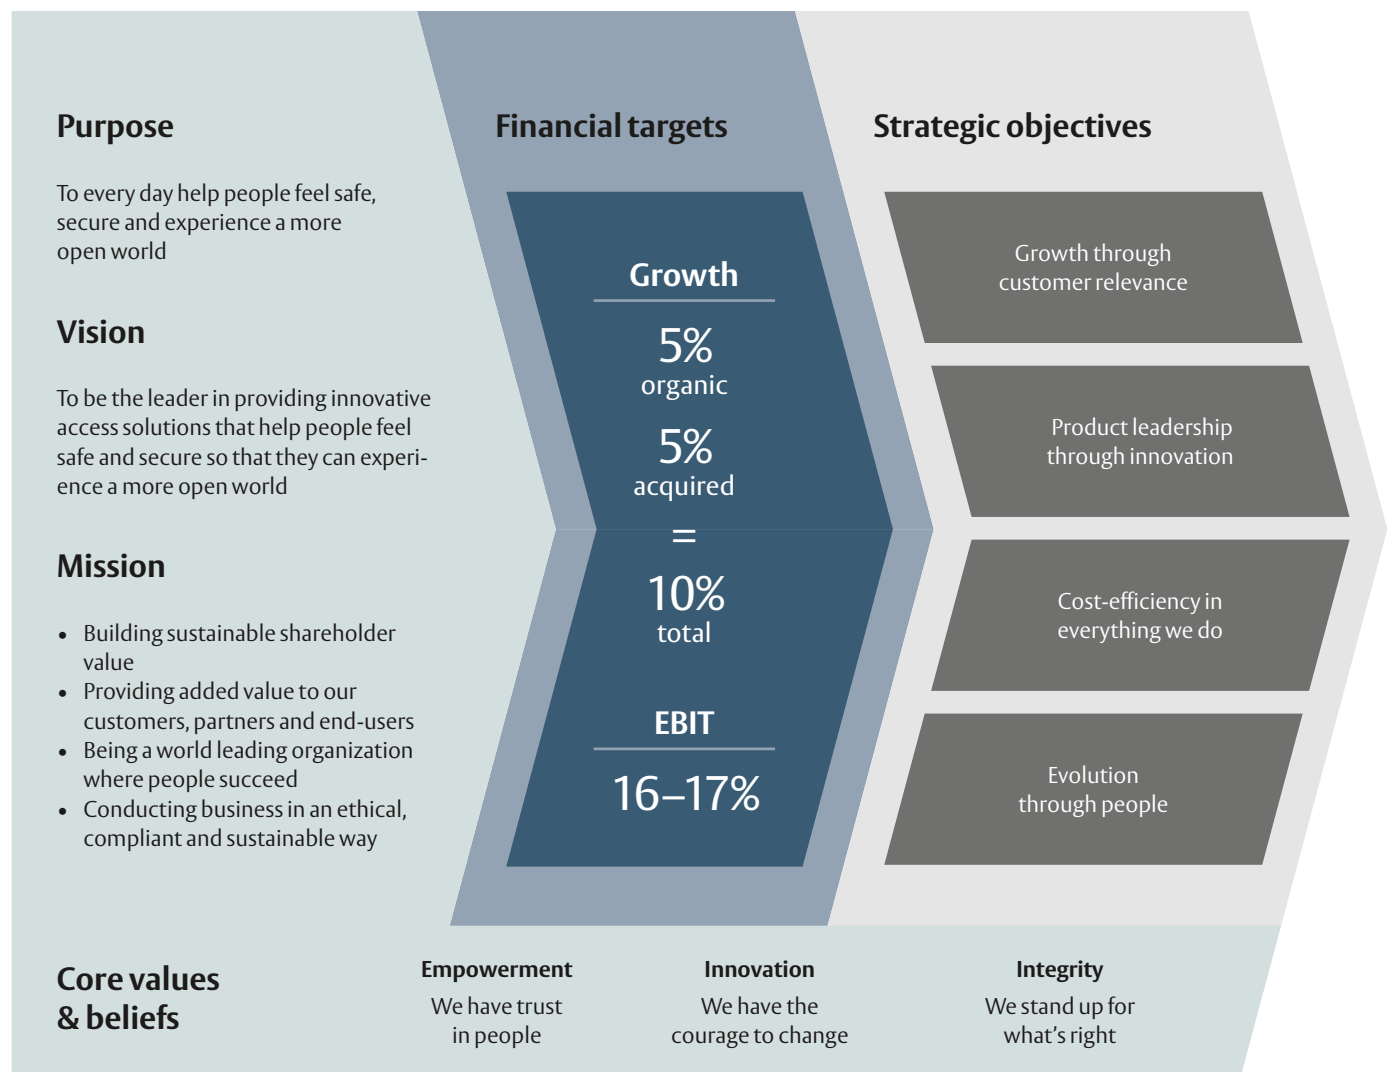 Purpose
To every day help people feel safe,
secure and experience a more
open world
Vision
To be the leader in providing innovative
access solutions that help people feel
safe and secure so that they can experi-
ence a more open world
Mission
• Building sustainable shareholder
value
• Providing added value to our
customers, partners and end-users
• Being a world leading organization
where people succeed
• Conducting business in an ethical,
compliant and sustainable way
Financial targets
Growth
5%
organic
5%
acquired
=
10%
total
EBIT
16–17%
Strategic objectives
Growth through
customer relevance
Product leadership
through innovation
Cost-efficiency in
everything we do
Evolution
through people
Core values
& beliefs
Empowerment
We have trust
in people
Innovation
We have the
courage to change
Integrity
We stand up for
what’s right